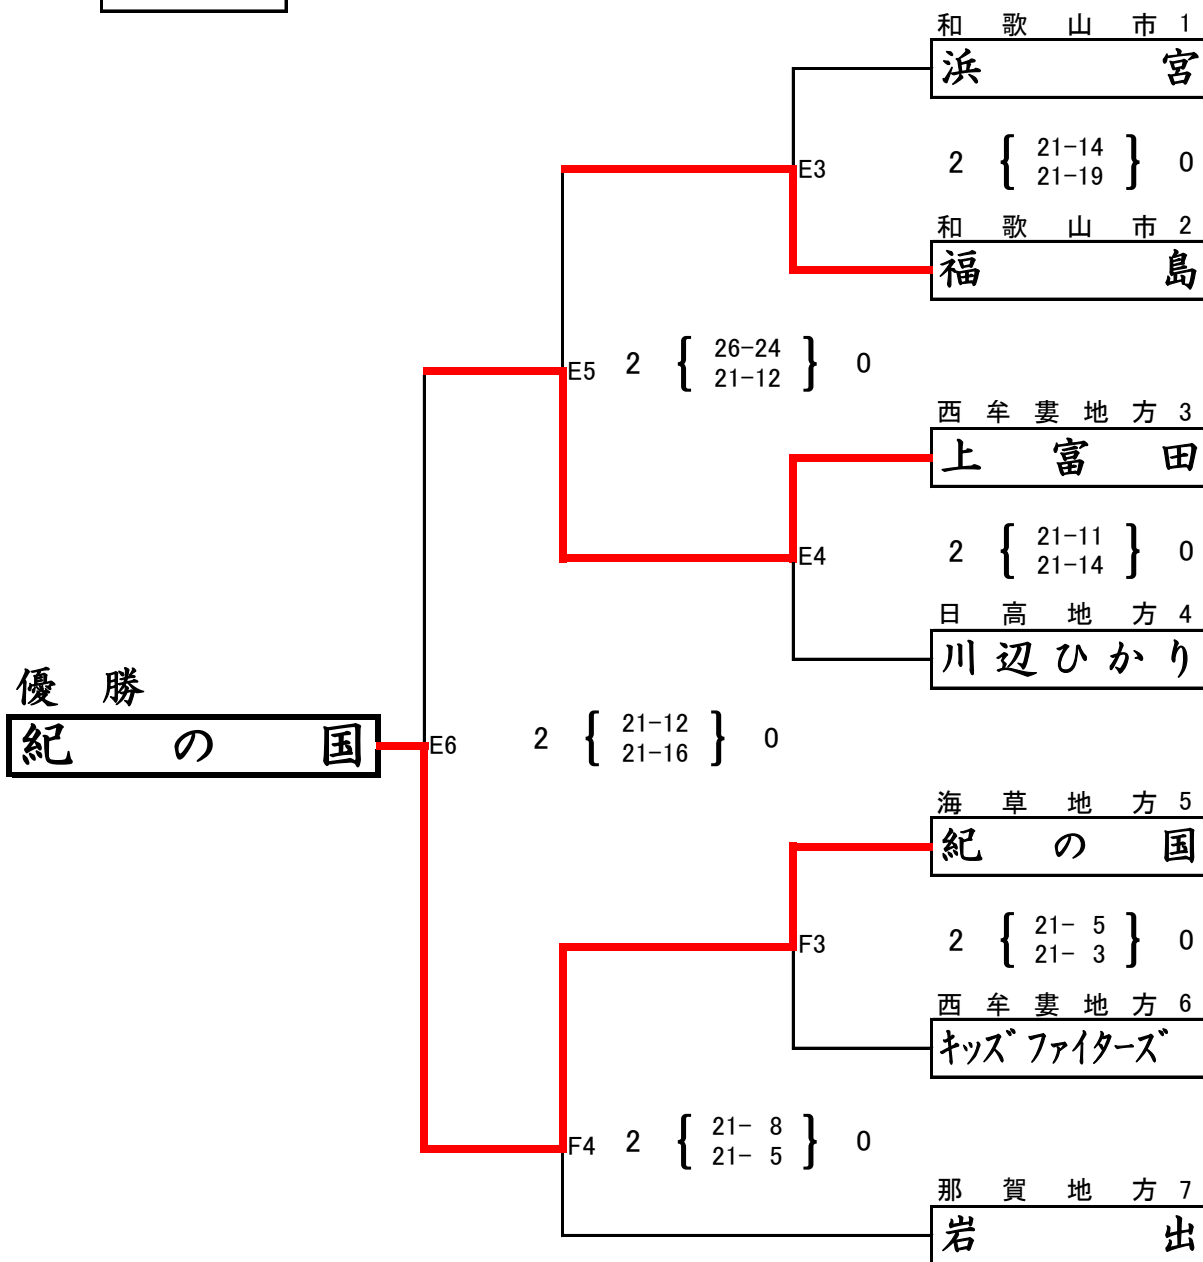 和歌山市1
浜宮
E3
2 { 21-14 } 0
21-19
和歌山市2
福島
E5 2 { 26-24 } 0
21-12
西牟婁地方3
上富田
E4
2 { 21-11 } 0
21-14
日高地方4
川辺ひかり
優勝
紀の国
E6 2 { 21-12 } 0
21-16
海草地方5
紀の国
F3
2 { 21- 5 } 0
21- 3
西牟婁地方6
キッズファイターズ
F4 2 { 21- 8 } 0
21- 5
那賀地方7
岩出